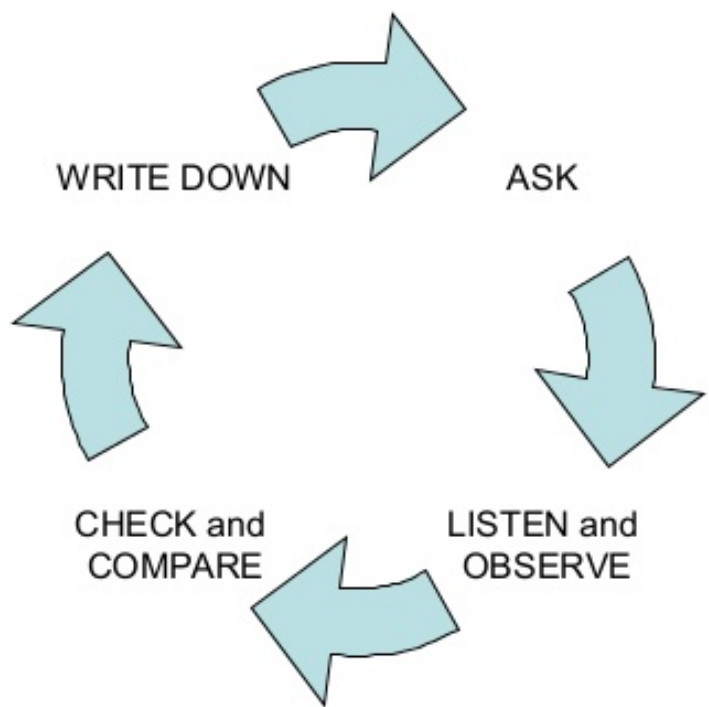 WRITE DOWN
ASK
CHECK and
COMPARE
LISTEN and
OBSERVE